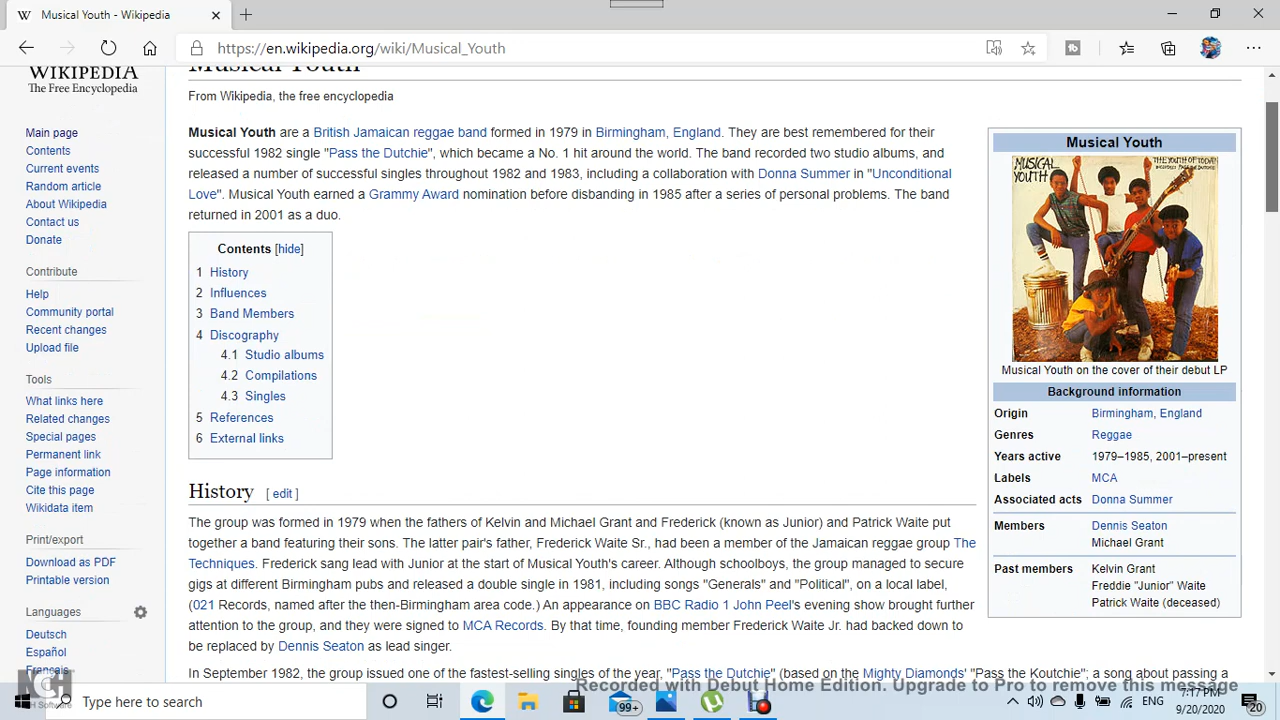 Musical Youth - Wikipedia
https://en.wikipedia.org/wiki/Musical_Youth
WIKIPEDIA
The Free Encyclopedia
Main page
Contents
Current events
Random article
About Wikipedia
Contact us
Donate
Contribute
Help
Community portal
Recent changes
Upload file
Tools
What links here
Related changes
Special pages
Permanent link
Page information
Cite this page
Wikidata item
Print/export
Download as PDF
Printable version
Languages
Deutsch
Español
Français
Musical Youth
From Wikipedia, the free encyclopedia
Musical Youth are a British Jamaican reggae band formed in 1979 in Birmingham, England. They are best remembered for their
successful 1982 single "Pass the Dutchie", which became a No. 1 hit around the world. The band recorded two studio albums, and
released a number of successful singles throughout 1982 and 1983, including a collaboration with Donna Summer in "Unconditional
Love". Musical Youth earned a Grammy Award nomination before disbanding in 1985 after a series of personal problems. The band
returned in 2001 as a duo.
Contents [hide]
1 History
2 Influences
3 Band Members
4 Discography
4.1 Studio albums
4.2 Compilations
4.3 Singles
5 References
6 External links
History [ edit ]
The group was formed in 1979 when the fathers of Kelvin and Michael Grant and Frederick (known as Junior) and Patrick Waite put
together a band featuring their sons. The latter pair's father, Frederick Waite Sr., had been a member of the Jamaican reggae group The
Techniques. Frederick sang lead with Junior at the start of Musical Youth's career. Although schoolboys, the group managed to secure
gigs at different Birmingham pubs and released a double single in 1981, including songs "Generals" and "Political", on a local label,
(021 Records, named after the then-Birmingham area code.) An appearance on BBC Radio 1 John Peel's evening show brought further
attention to the group, and they were signed to MCA Records. By that time, founding member Frederick Waite Jr. had backed down to
be replaced by Dennis Seaton as lead singer.
In September 1982, the group issued one of the fastest-selling singles of the year, "Pass the Dutchie" (based on the Mighty Diamonds' "Pass the Koutchie"; a song about passing a
Musical Youth
MUSICAL YOUTH
THE YOUTH OF TODAY
Musical Youth on the cover of their debut LP
Background information
Origin Birmingham, England
Genres Reggae
Years active 1979–1985, 2001–present
Labels MCA
Associated acts Donna Summer
Members Dennis Seaton
Michael Grant
Past members Kelvin Grant
Freddie "Junior" Waite
Patrick Waite (deceased)
NCH
NCH Software
Recorded with Debut Home Edition. Upgrade to Pro to remove this message
Type here to search
99+
ENG
7:17 PM
9/20/2020
20